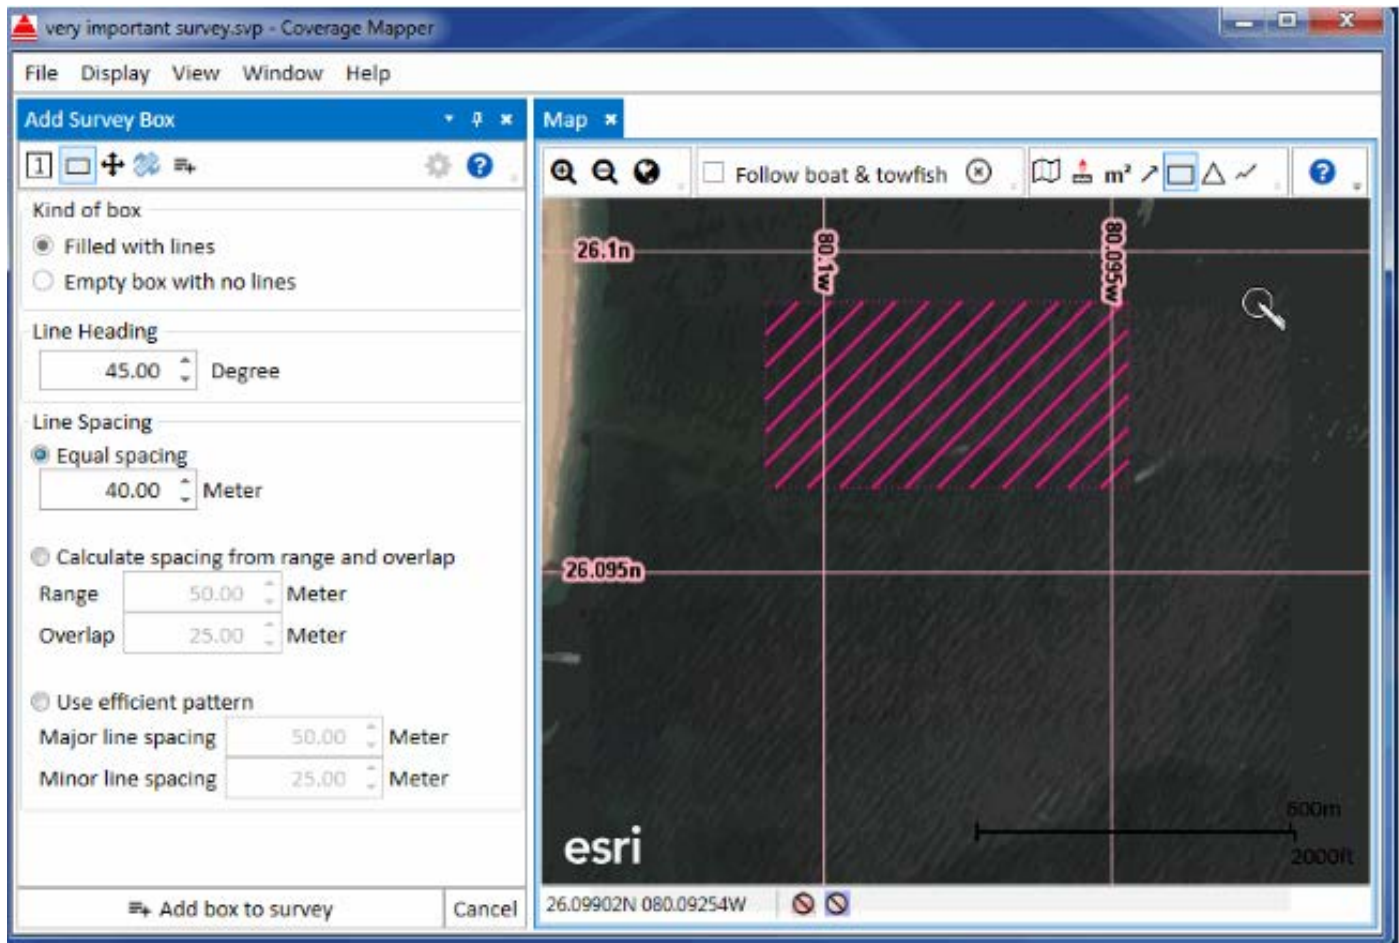 very important survey.svp - Coverage Mapper
File Display View Window Help
Add Survey Box
Map
1
Follow boat & towfish
m²
Kind of box
Filled with lines
Empty box with no lines
Line Heading
45.00 Degree
Line Spacing
Equal spacing
40.00 Meter
Calculate spacing from range and overlap
Range 50.00 Meter
Overlap 25.00 Meter
Use efficient pattern
Major line spacing 50.00 Meter
Minor line spacing 25.00 Meter
Add box to survey Cancel
26.1n
80.1w
80.095w
26.095n
600m
2000ft
esri
26.09902N 080.09254W